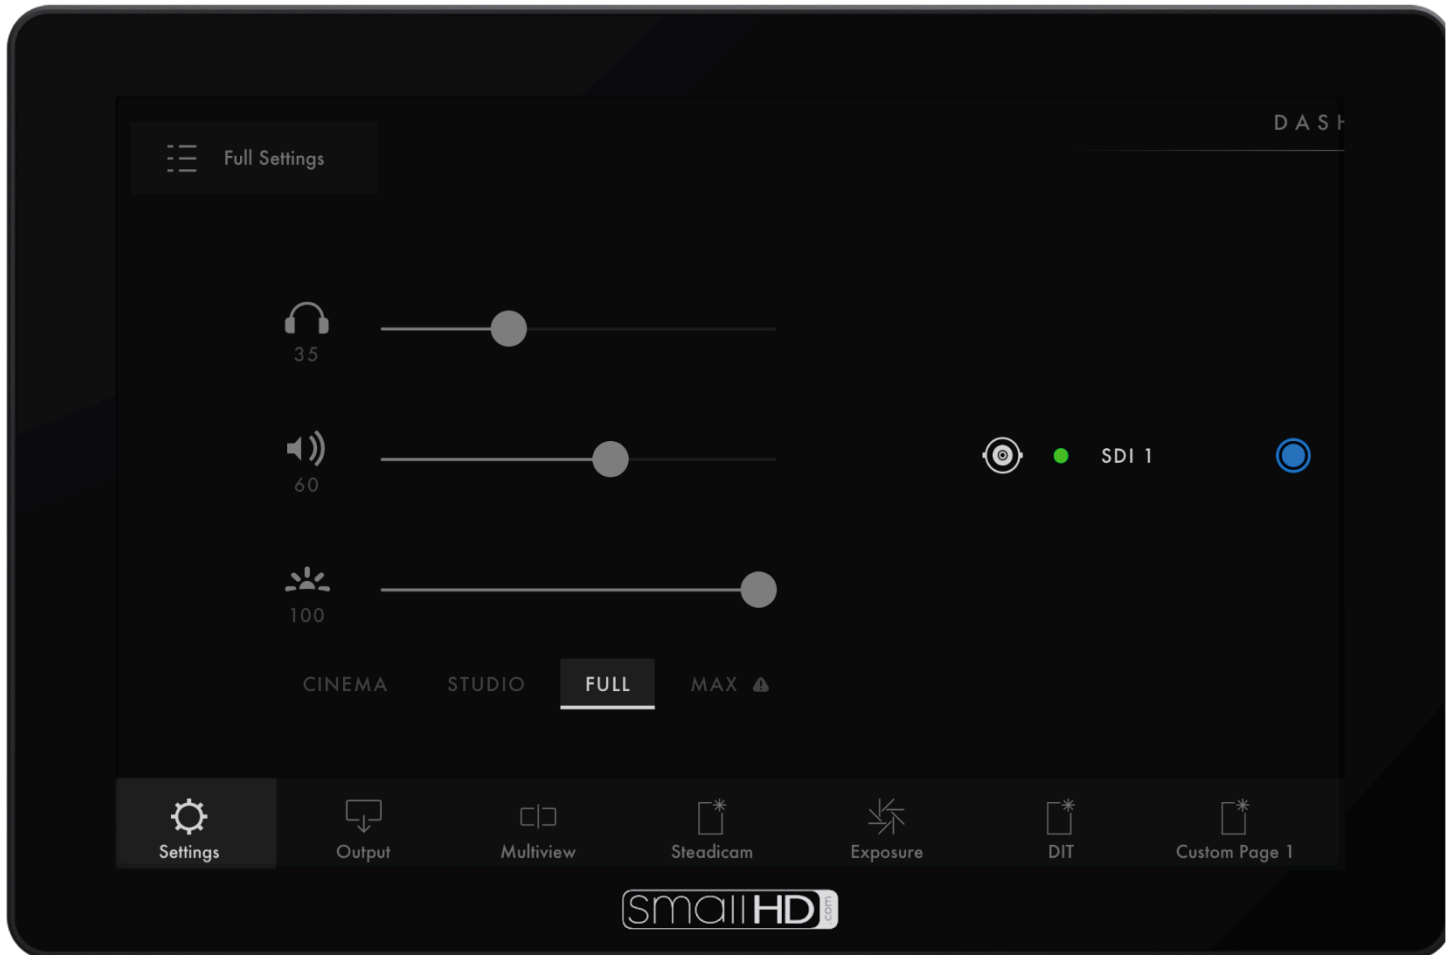 DASH
Full Settings
35
60
SDI 1
100
CINEMA STUDIO FULL MAX
Settings Output Multiview Steadicam Exposure DIT Custom Page 1
smallHD.com